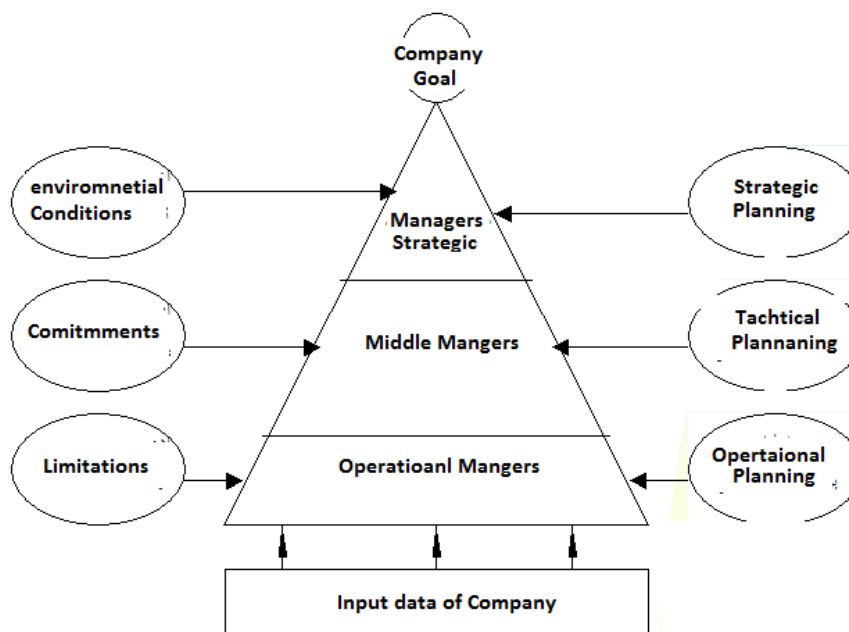 Company
Goal
enviromnetial
Conditions
Managers
Strategic
Strategic
Planning
Comitmments
Middle Mangers
Tachtical
Plannaning
Limitations
Operatioanl Mangers
Opertaional
Planning
Input data of Company